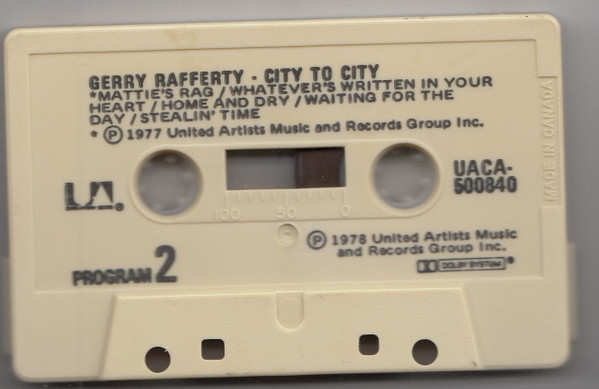 GERRY RAFFERTY - CITY TO CITY
*MATTIE'S RAG / WHATEVER'S WRITTEN IN YOUR
HEART / HOME AND DRY / WAITING FOR THE
DAY / STEALIN' TIME
* ℗ 1977 United Artists Music and Records Group Inc.
MADE IN CANADA
UA®
UACA-
500840
100 50 0
℗ 1978 United Artists Music
and Records Group Inc.
PROGRAM 2
DOLBY SYSTEM®